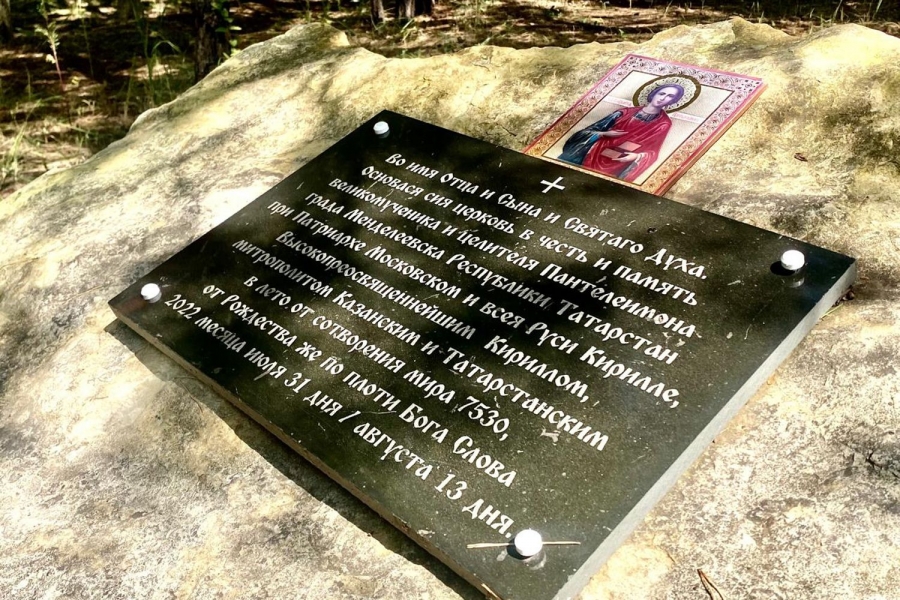 Во имя Отца и Сына и Святаго Духа.
Основася сия церковь в честь и память
великомученика и целителя Пантелеимона
града Менделеевска Республики Татарстан
при Патриархе Московском и всея Руси Кирилле,
Высокопреосвященнейшим Кириллом,
митрополитом Казанским и Татарстанским
в лето от сотворения мира 7530,
от Рождества же по плоти Бога Слова
2022 месяца июля 31 дня / августа 13 дня